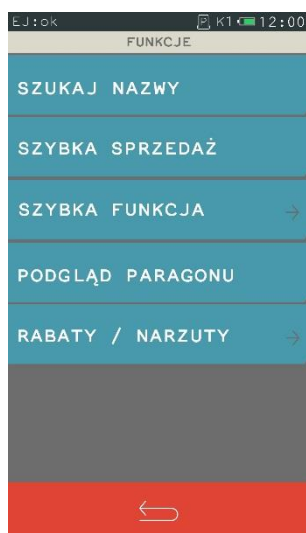 EJ:ok P K1 12:00
FUNKCJE
SZUKAJ NAZWY
SZYBKA SPRZEDAŻ
SZYBKA FUNKCJA
PODGLĄD PARAGONU
RABATY / NARZUTY